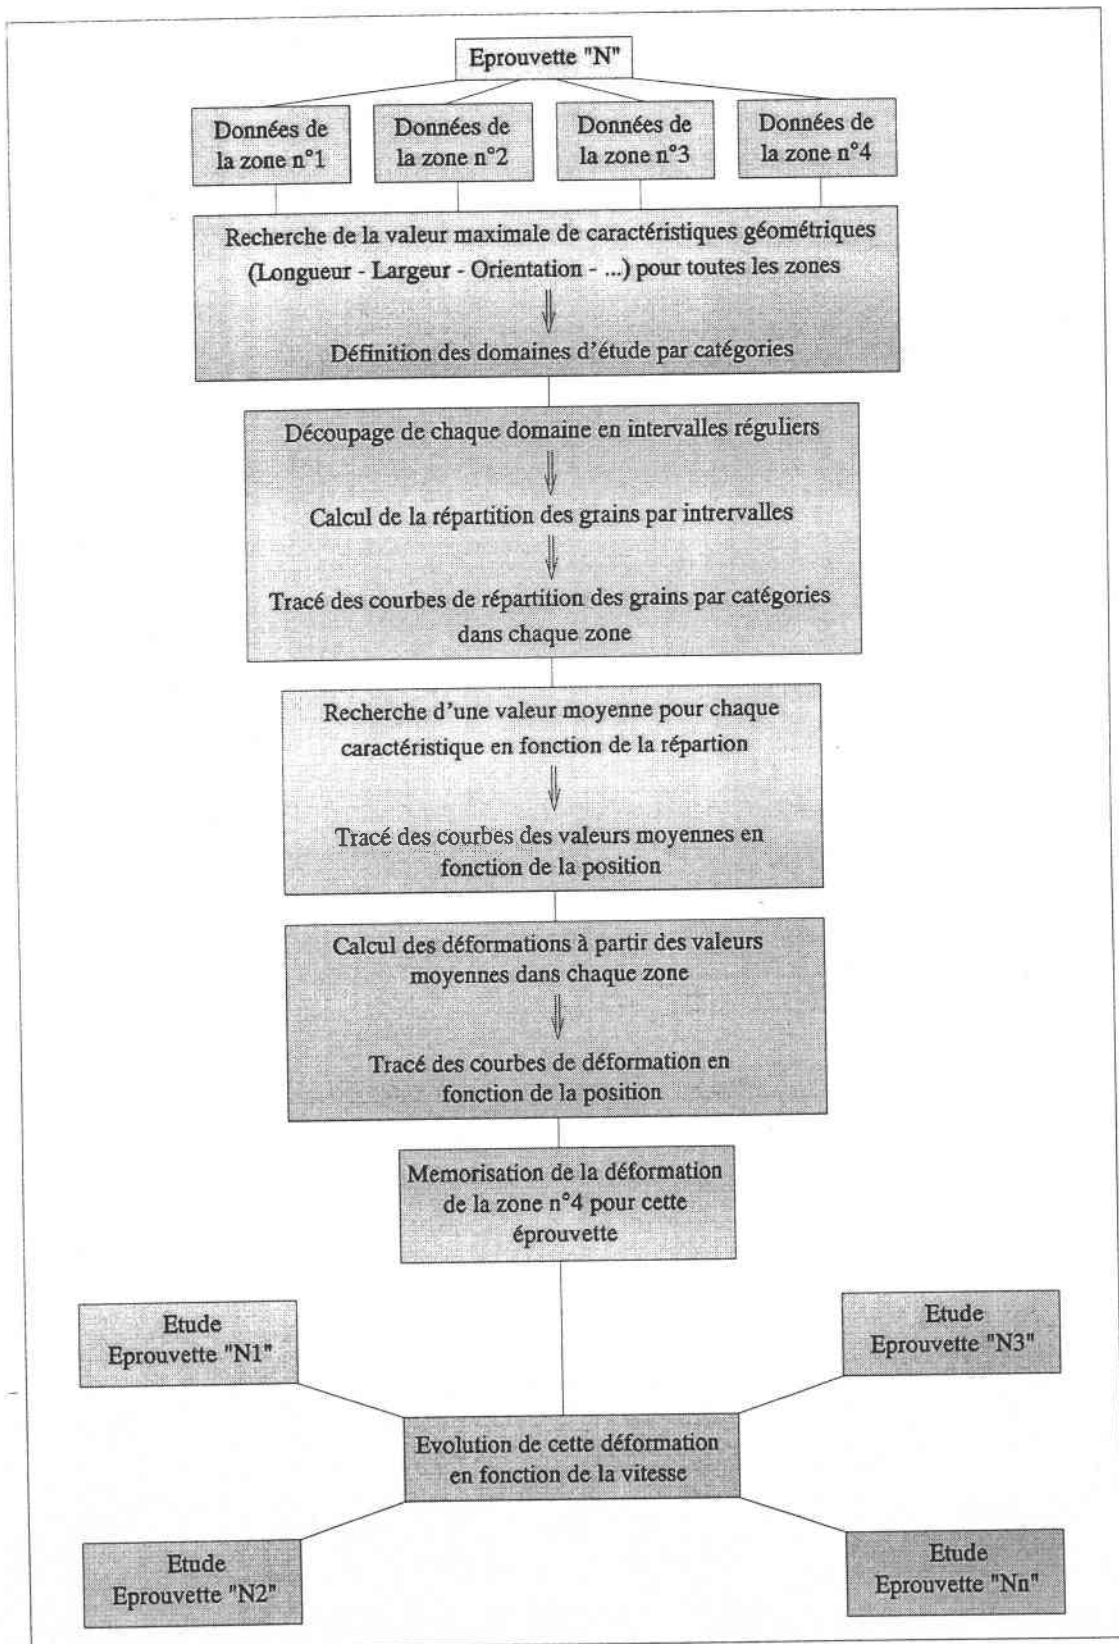 Eprouvette "N"
Données de
la zone n°1
Données de
la zone n°2
Données de
la zone n°3
Données de
la zone n°4
Recherche de la valeur maximale de caractéristiques géométriques
(Longueur - Largeur - Orientation - ...) pour toutes les zones
Définition des domaines d'étude par catégories
Découpage de chaque domaine en intervalles réguliers
Calcul de la répartition des grains par intrervalles
Tracé des courbes de répartition des grains par catégories
dans chaque zone
Recherche d'une valeur moyenne pour chaque
caractéristique en fonction de la répartion
Tracé des courbes des valeurs moyennes en
fonction de la position
Calcul des déformations à partir des valeurs
moyennes dans chaque zone
Tracé des courbes de déformation en
fonction de la position
Memorisation de la déformation
de la zone n°4 pour cette
éprouvette
Etude
Eprouvette "N1"
Etude
Eprouvette "N3"
Evolution de cette déformation
en fonction de la vitesse
Etude
Eprouvette "N2"
Etude
Eprouvette "Nn"